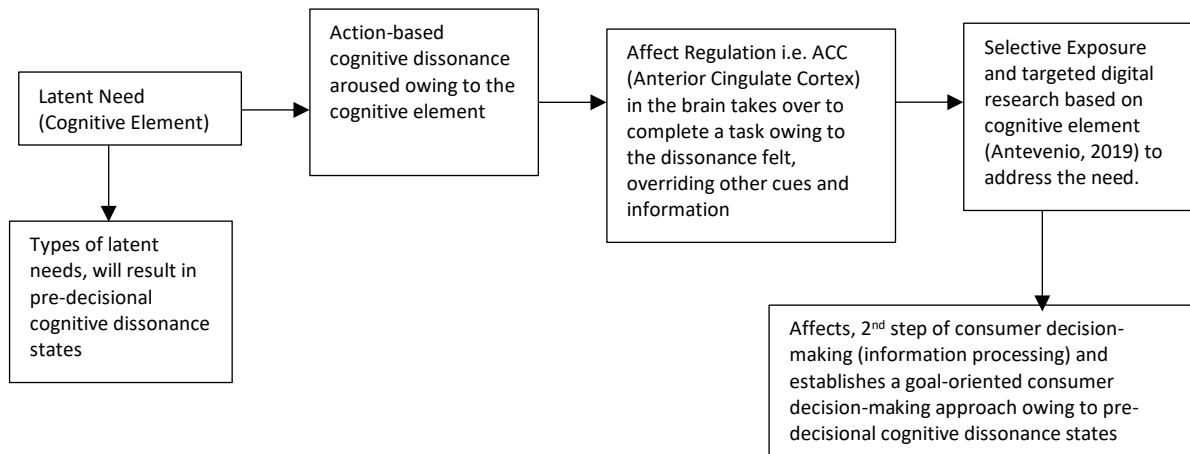 Latent Need
(Cognitive Element)
Types of latent
needs, will result in
pre-decisional
cognitive dissonance
states
Action-based
cognitive dissonance
aroused owing to the
cognitive element
Affect Regulation i.e. ACC
(Anterior Cingulate Cortex)
in the brain takes over to
complete a task owing to
the dissonance felt,
overriding other cues and
information
Selective Exposure
and targeted digital
research based on
cognitive element
(Antevenio, 2019) to
address the need.
Affects, 2nd step of consumer decision-
making (information processing) and
establishes a goal-oriented consumer
decision-making approach owing to pre-
decisional cognitive dissonance states